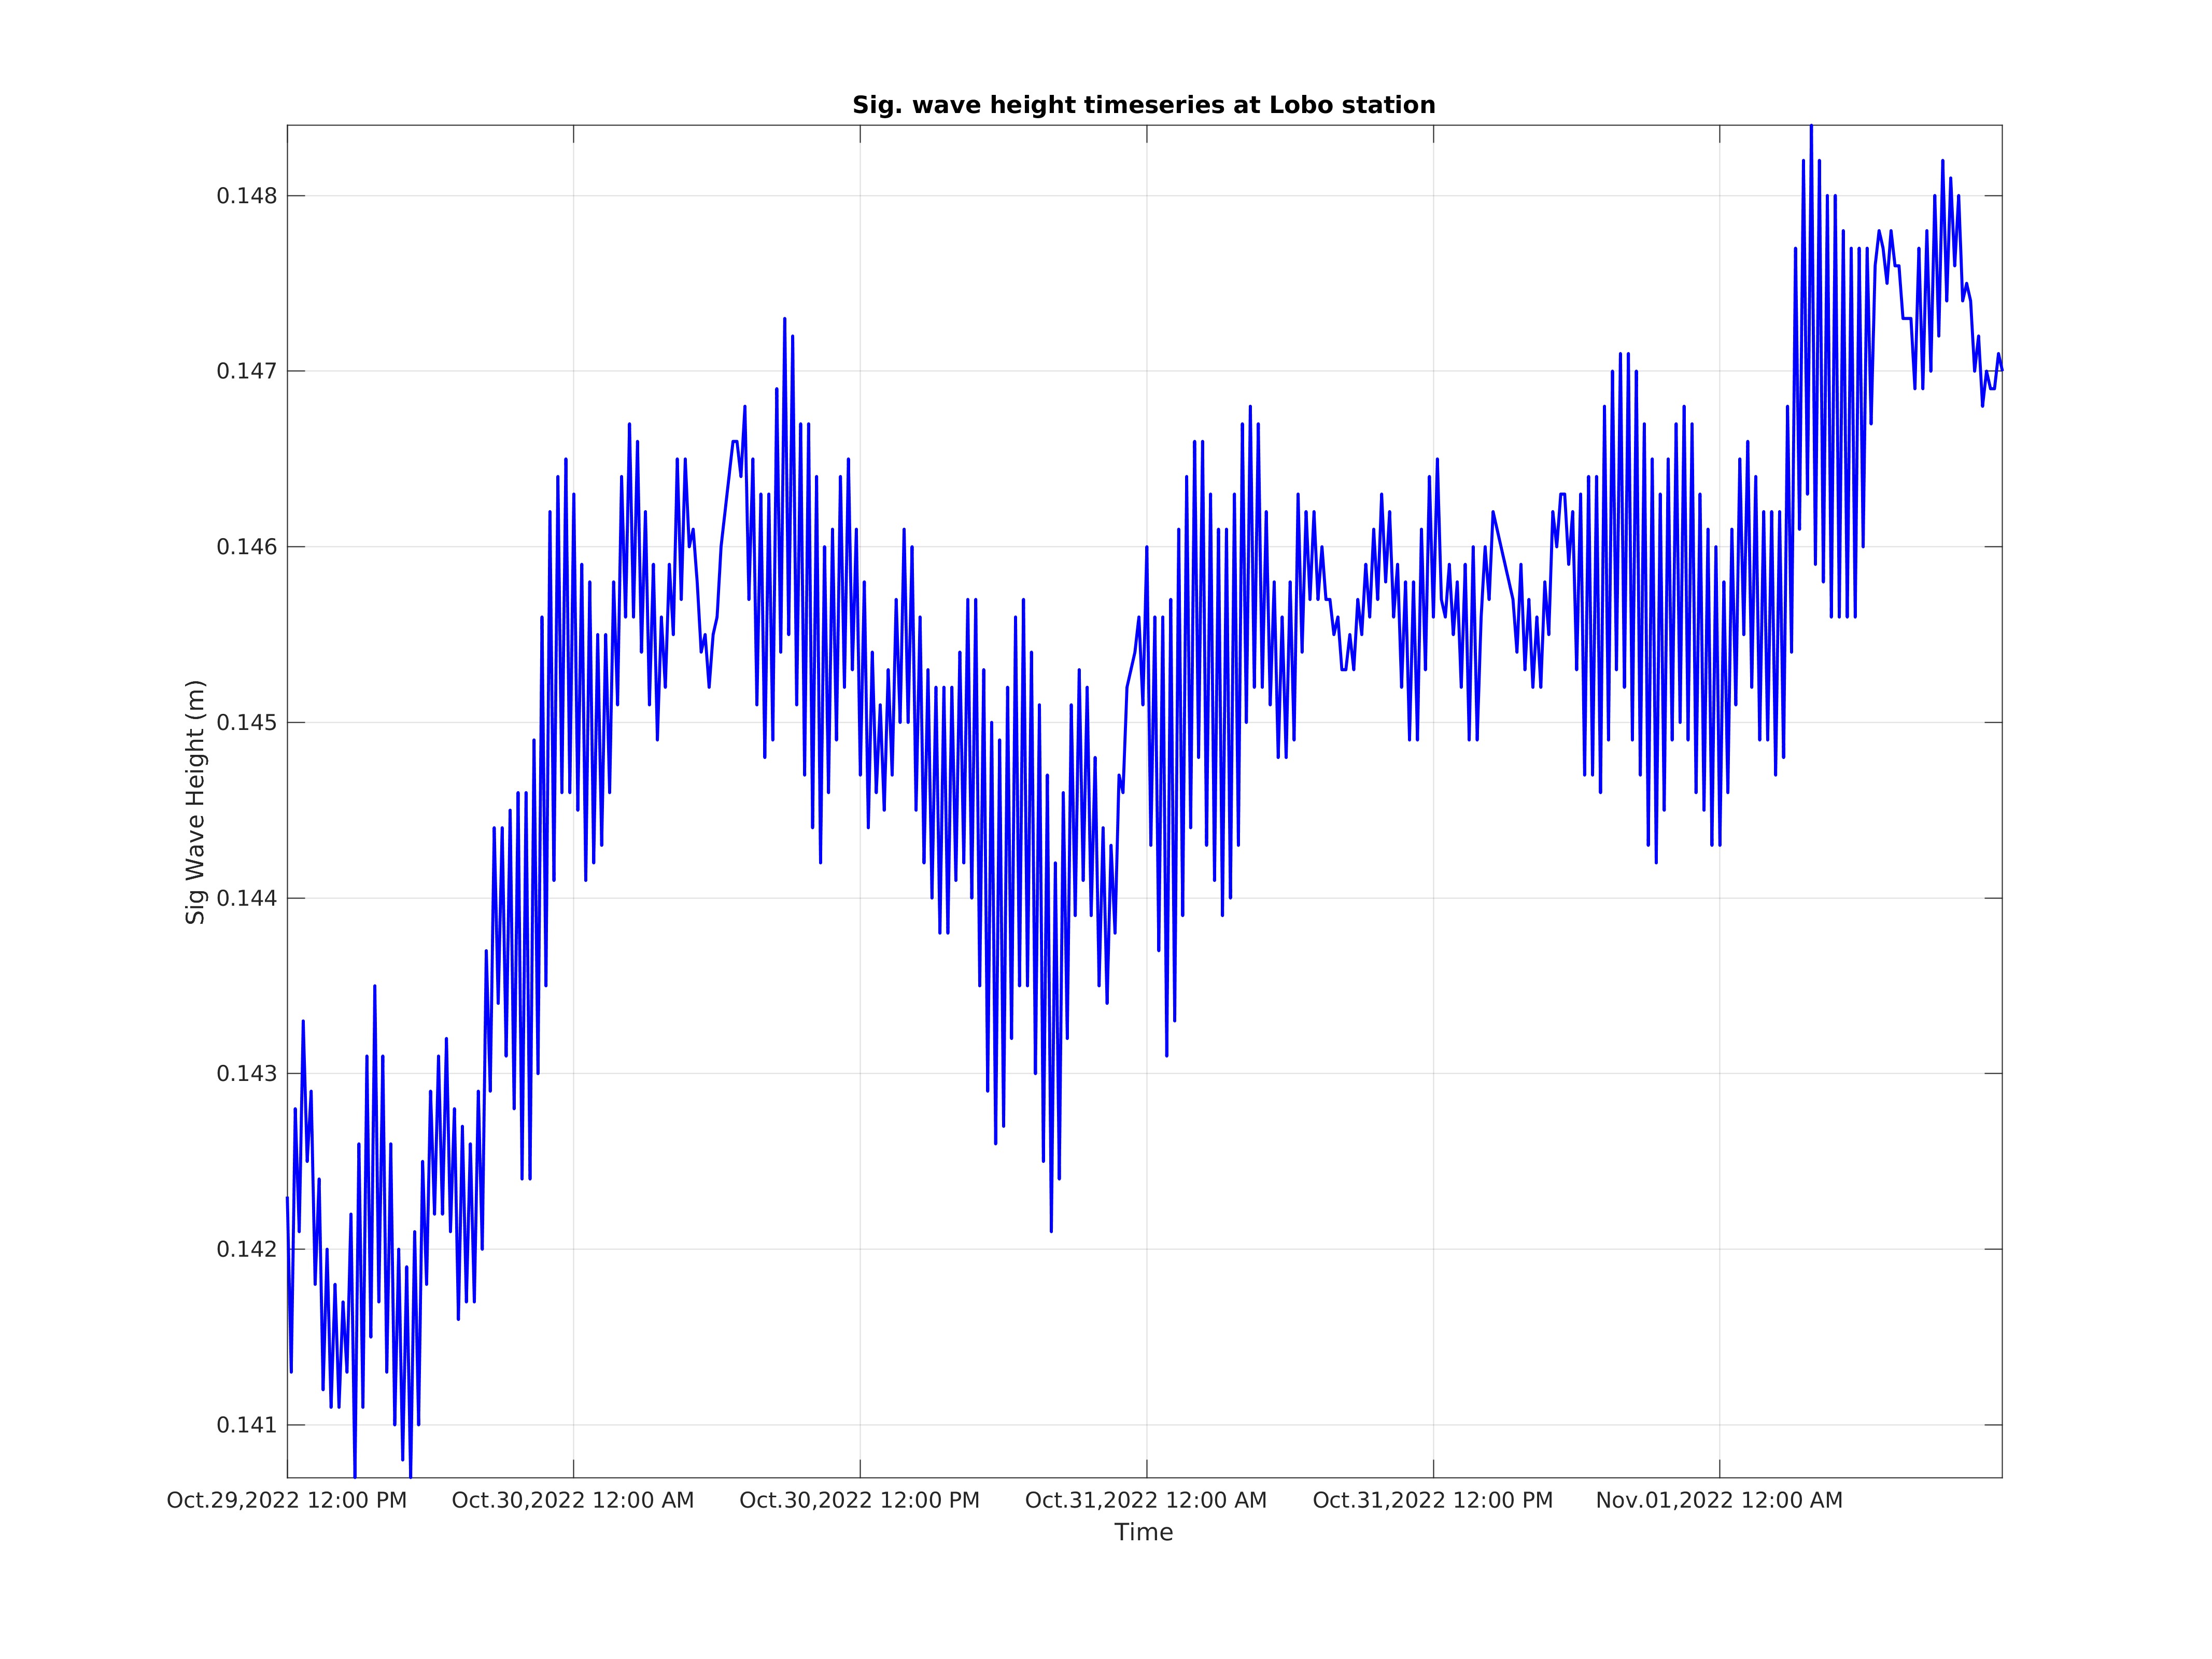 Sig. wave height timeseries at Lobo station
0.148
0.147
0.146
0.145
0.144
0.143
0.142
0.141
Sig Wave Height (m)
Oct.29,2022 12:00 PM
Oct.30,2022 12:00 AM
Oct.30,2022 12:00 PM
Oct.31,2022 12:00 AM
Oct.31,2022 12:00 PM
Nov.01,2022 12:00 AM
Time